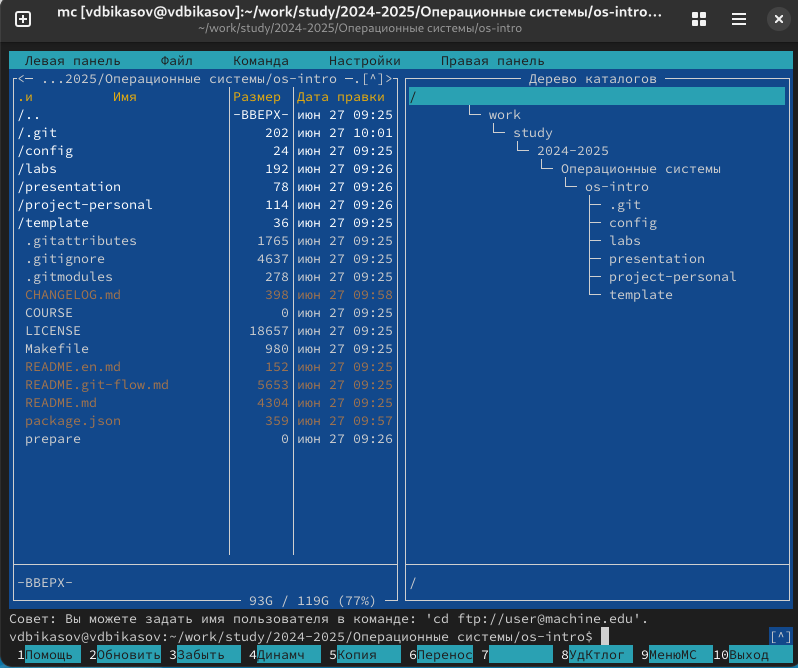 mc [vdbikasov@vdbikasov]:~/work/study/2024-2025/Операционные системы/os-intro...
~/work/study/2024-2025/Операционные системы/os-intro
Левая панель Файл Команда Настройки Правая панель
<— ...2025/Операционные системы/os-intro —.[^]>
.и Имя Размер Дата правки
/.. -ВВЕРХ- июн 27 09:25
/.git 202 июн 27 10:01
/config 24 июн 27 09:25
/labs 192 июн 27 09:26
/presentation 78 июн 27 09:26
/project-personal 114 июн 27 09:26
/template 36 июн 27 09:25
.gitattributes 1765 июн 27 09:25
.gitignore 4637 июн 27 09:25
.gitmodules 278 июн 27 09:25
CHANGELOG.md 398 июн 27 09:58
COURSE 0 июн 27 09:25
LICENSE 18657 июн 27 09:25
Makefile 980 июн 27 09:25
README.en.md 152 июн 27 09:25
README.git-flow.md 5653 июн 27 09:25
README.md 4304 июн 27 09:25
package.json 359 июн 27 09:57
prepare 0 июн 27 09:26
-ВВЕРХ-
93G / 119G (77%)
Дерево каталогов
/
work
study
2024-2025
Операционные системы
os-intro
.git
config
labs
presentation
project-personal
template
/
Совет: Вы можете задать имя пользователя в команде: 'cd ftp://user@machine.edu'.
vdbikasov@vdbikasov:~/work/study/2024-2025/Операционные системы/os-intro$ [^]
1Помощь 2Обновить 3Забыть 4Динамч 5Копия 6Перенос 7 8УдКтлог 9МенюМС 10Выход